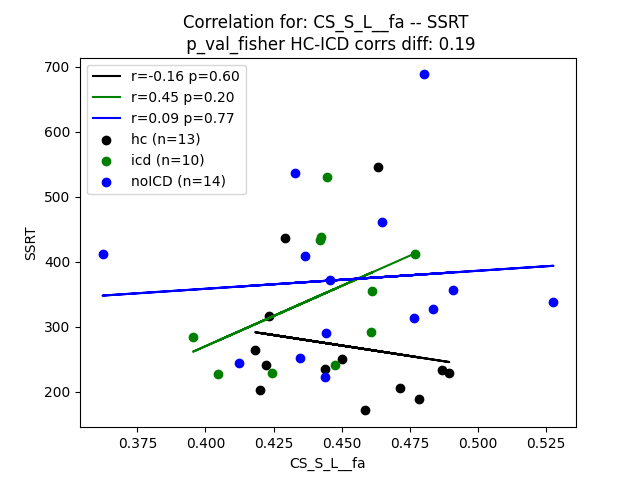 Correlation for: CS_S_L__fa -- SSRT
p_val_fisher HC-ICD corrs diff: 0.19
r=-0.16 p=0.60
r=0.45 p=0.20
r=0.09 p=0.77
hc (n=13)
icd (n=10)
noICD (n=14)
700
600
500
400
300
200
SSRT
0.375 0.400 0.425 0.450 0.475 0.500 0.525
CS_S_L__fa